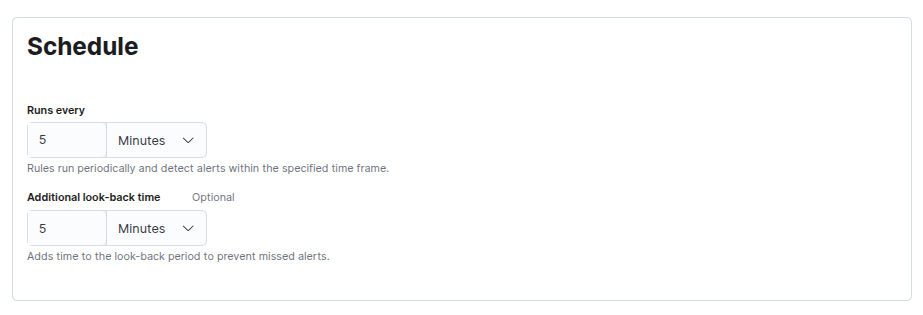 Schedule
Runs every
5 Minutes
Rules run periodically and detect alerts within the specified time frame.
Additional look-back time Optional
5 Minutes
Adds time to the look-back period to prevent missed alerts.